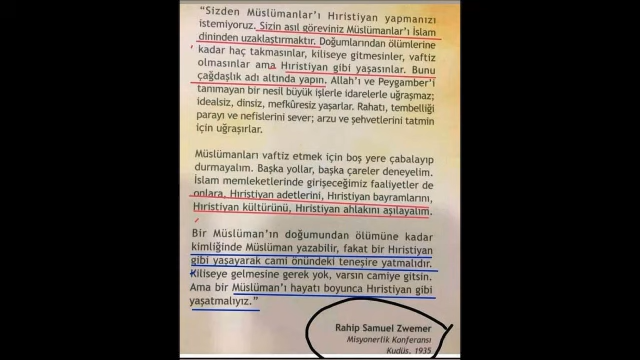 “Sizden Müslümanlar’ı Hıristiyan yapmanızı
istemiyoruz. Sizin asıl göreviniz Müslümanlar’ı İslam
dininden uzaklaştırmaktır. Doğumlarından ölümlerine
kadar haç takmasınlar, kiliseye gitmesinler, vaftiz
olmasınlar ama Hıristiyan gibi yaşasınlar. Bunu
çağdaşlık adı altında yapın. Allah’ı ve Peygamber’i
tanımayan bir nesil büyük işlerle idarelerle uğraşmaz;
idealsiz, dinsiz, mefkûresiz yaşarlar. Rahatı, tembelliği
parayı ve nefislerini sever; arzu ve şehvetlerini tatmin
için uğraşırlar.
Müslümanları vaftiz etmek için boş yere çabalayıp
durmayalım. Başka yollar, başka çareler deneyelim.
İslam memleketlerinde girişeceğimiz faaliyetler de
onlara, Hıristiyan adetlerini, Hıristiyan bayramlarını,
Hıristiyan kültürünü, Hıristiyan ahlakını aşılayalım.
Bir Müslüman’ın doğumundan ölümüne kadar
kimliğinde Müslüman yazabilir, fakat bir Hıristiyan
gibi yaşayarak cami önündeki teneşire yatmalıdır.
Kiliseye gelmesine gerek yok, varsın camiye gitsin.
Ama bir Müslüman’ı hayatı boyunca Hıristiyan gibi
yaşatmalıyız.”
Rahip Samuel Zwemer
Misyonerlik Konferansı
Kudüs, 1935